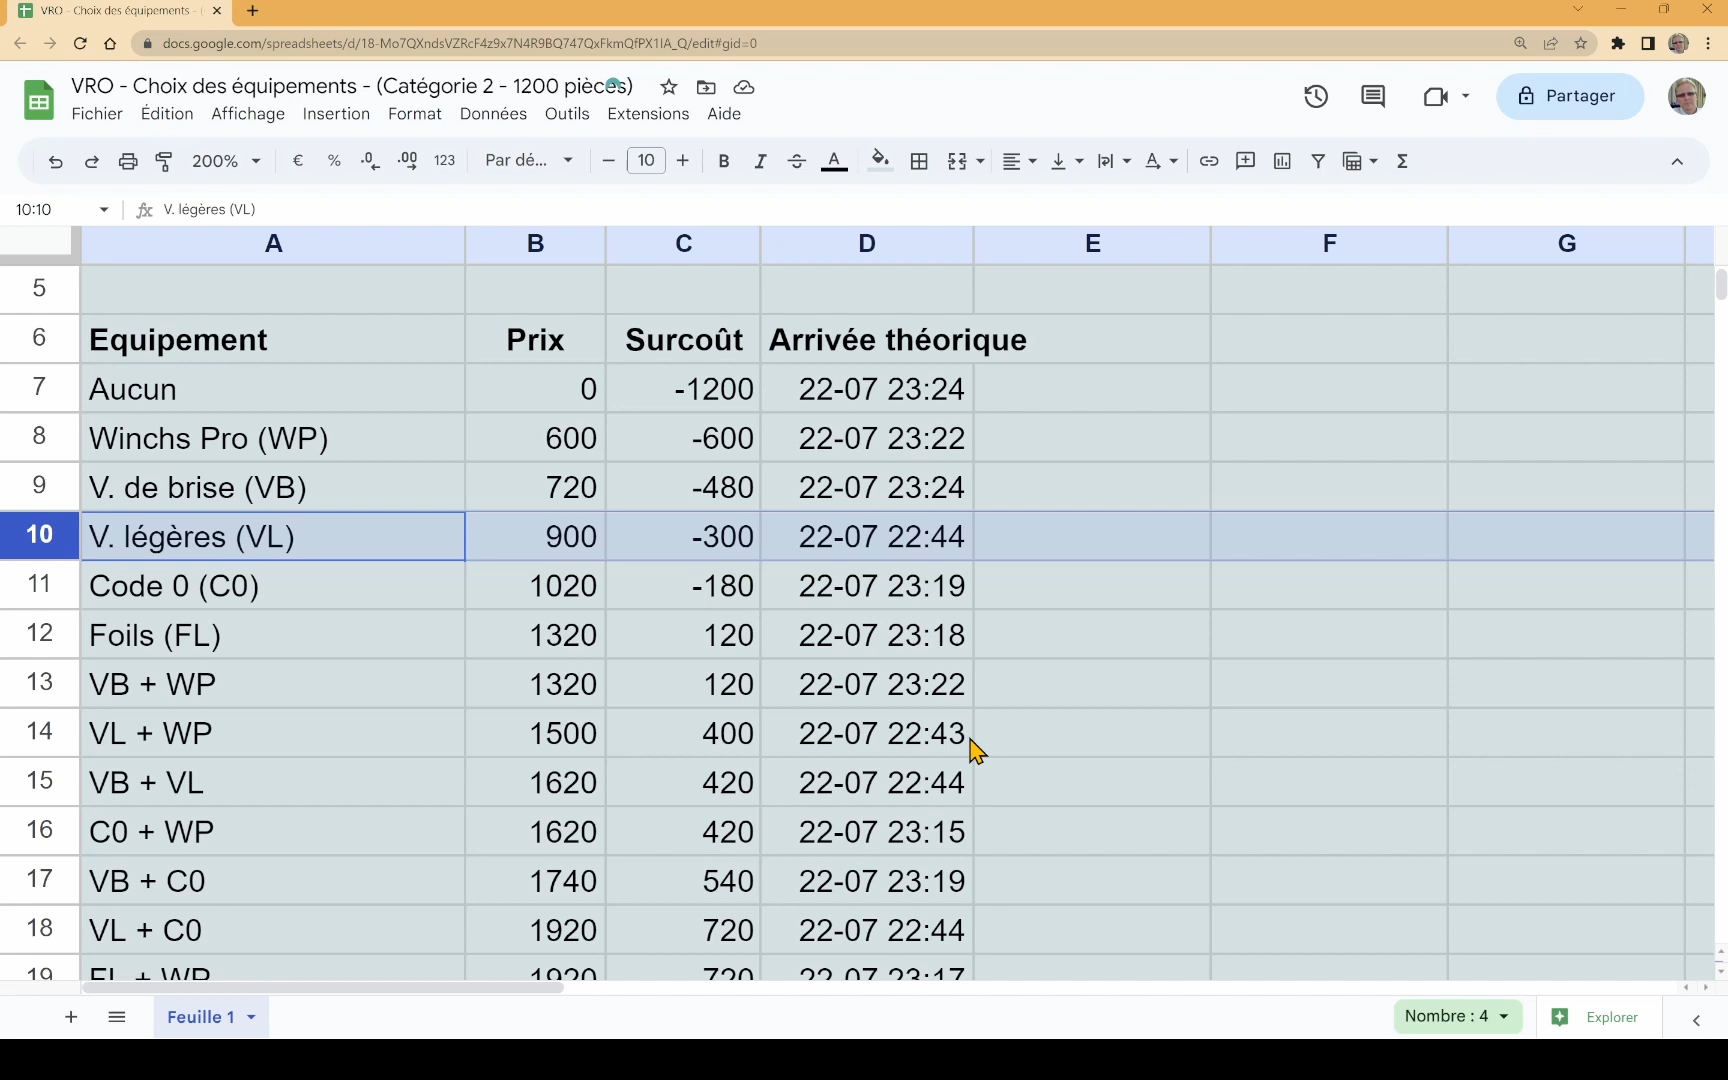 VRO - Choix des équipements - (
docs.google.com/spreadsheets/d/18-Mo7QXndsVZRcF4z9x7N4R9BQ747QxFkmQfPX1IA_Q/edit#gid=0
VRO - Choix des équipements - (Catégorie 2 - 1200 pièces)
Fichier Édition Affichage Insertion Format Données Outils Extensions Aide
Partager
200% € % .0 .00 123 Par dé... 10 B I A Σ
10:10 fx V. légères (VL)
A B C D E F G
5
6 Equipement Prix Surcoût Arrivée théorique
7 Aucun 0 -1200 22-07 23:24
8 Winchs Pro (WP) 600 -600 22-07 23:22
9 V. de brise (VB) 720 -480 22-07 23:24
10 V. légères (VL) 900 -300 22-07 22:44
11 Code 0 (C0) 1020 -180 22-07 23:19
12 Foils (FL) 1320 120 22-07 23:18
13 VB + WP 1320 120 22-07 23:22
14 VL + WP 1500 400 22-07 22:43
15 VB + VL 1620 420 22-07 22:44
16 C0 + WP 1620 420 22-07 23:15
17 VB + C0 1740 540 22-07 23:19
18 VL + C0 1920 720 22-07 22:44
19 FL + WP 1920 720 22-07 23:17
Feuille 1 Nombre : 4 Explorer